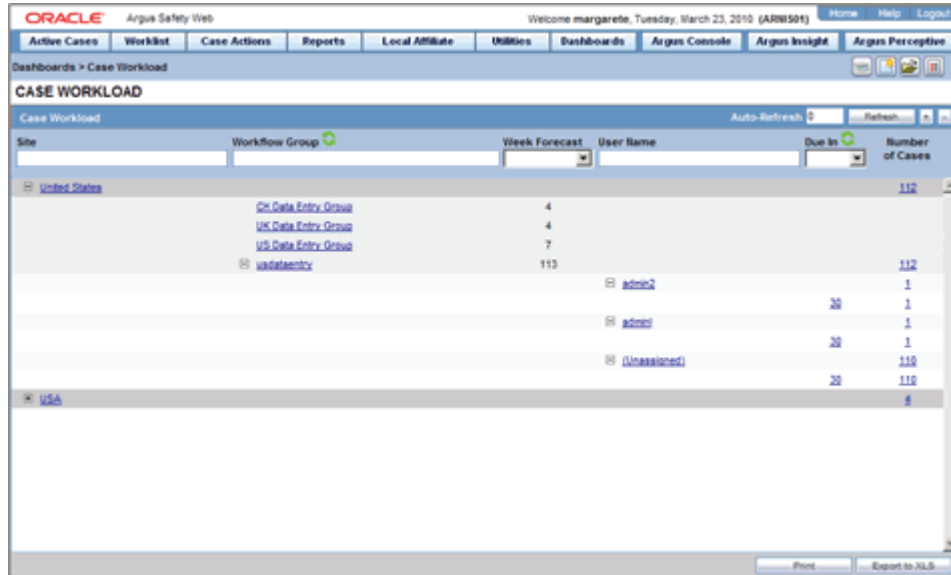 ORACLE Argus Safety Web Welcome margarete, Tuesday, March 23, 2010 (ARNIS01) Home Help Logout
Active Cases Worklist Case Actions Reports Local Affiliate Utilities Dashboards Argus Console Argus Insight Argus Perceptive
Dashboards > Case Workload
CASE WORKLOAD
Case Workload Auto-Refresh 0 Refresh + -
Site Workflow Group Week Forecast User Name Due In Number of Cases
United States 112
CH Data Entry Group 4
UK Data Entry Group 4
US Data Entry Group 7
usdataentry 113 112
admin2 1
30 1
admin1 1
30 1
(Unassigned) 110
30 110
USA 4
Print Export to XLS